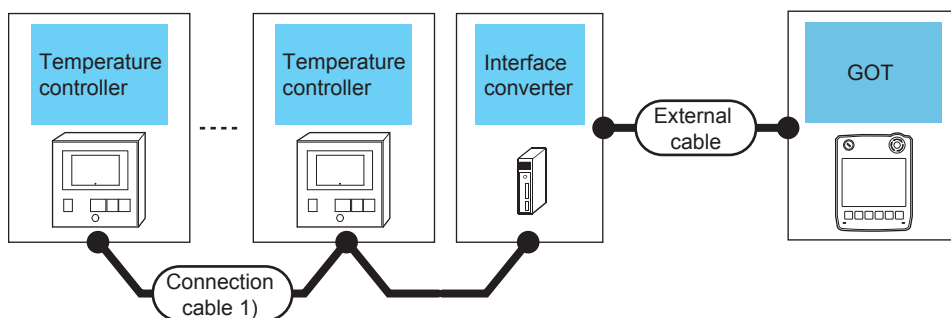 Temperature
controller
Temperature
controller
Interface
converter
GOT
External
cable
Connection
cable 1)